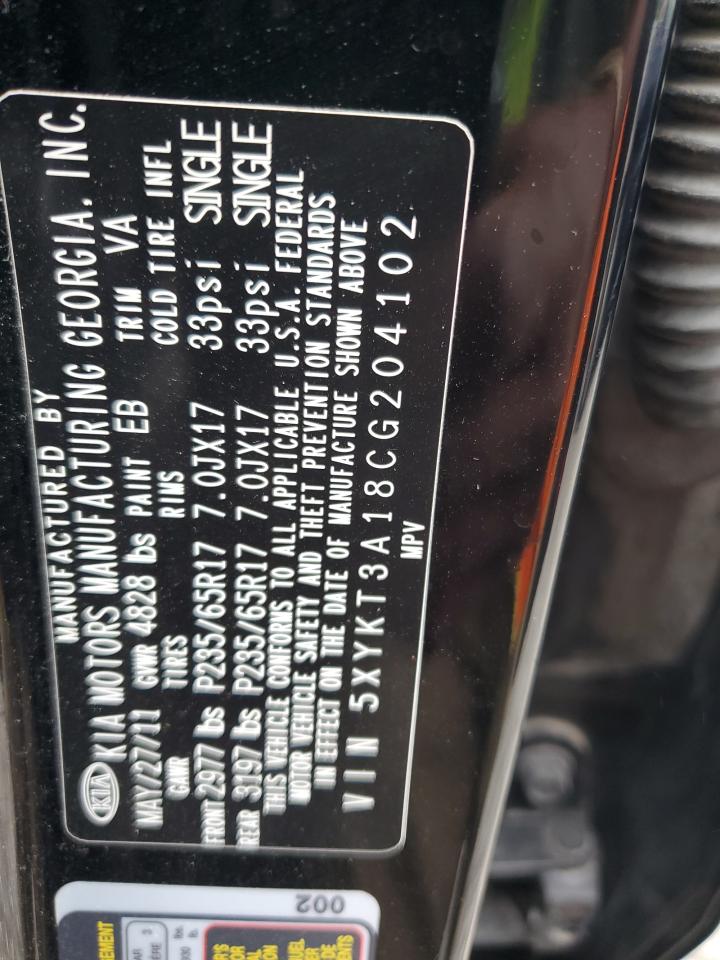 MANUFACTURED BY
KIA KIA MOTORS MANUFACTURING GEORGIA, INC.
MAY/27/11 GVWR 4828 lbs PAINT EB TRIM VA
GAWR TIRES RIMS COLD TIRE INFL
FRONT 2977 lbs P235/65R17 7.0JX17 33psi SINGLE
REAR 3197 lbs P235/65R17 7.0JX17 33psi SINGLE
THIS VEHICLE CONFORMS TO ALL APPLICABLE U.S.A. FEDERAL
MOTOR VEHICLE SAFETY AND THEFT PREVENTION STANDARDS
IN EFFECT ON THE DATE OF MANUFACTURE SHOWN ABOVE
VIN 5XYKT3A18CG204102
MPV
002